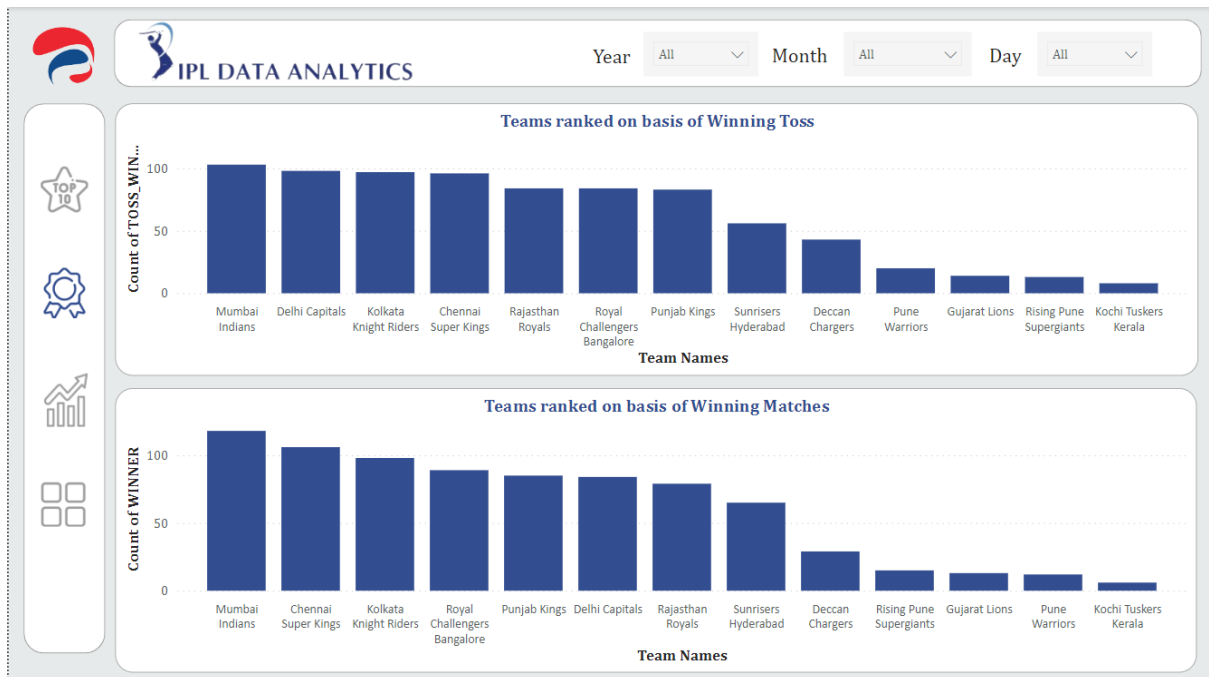 IPL DATA ANALYTICS
Year All Month All Day All
TOP
10
Teams ranked on basis of Winning Toss
Count of TOSS_WIN...
100
50
0
Mumbai Indians
Delhi Capitals
Kolkata Knight Riders
Chennai Super Kings
Rajasthan Royals
Royal Challengers Bangalore
Punjab Kings
Sunrisers Hyderabad
Deccan Chargers
Pune Warriors
Gujarat Lions
Rising Pune Supergiants
Kochi Tuskers Kerala
Team Names
Teams ranked on basis of Winning Matches
Count of WINNER
100
50
0
Mumbai Indians
Chennai Super Kings
Kolkata Knight Riders
Royal Challengers Bangalore
Punjab Kings
Delhi Capitals
Rajasthan Royals
Sunrisers Hyderabad
Deccan Chargers
Rising Pune Supergiants
Gujarat Lions
Pune Warriors
Kochi Tuskers Kerala
Team Names